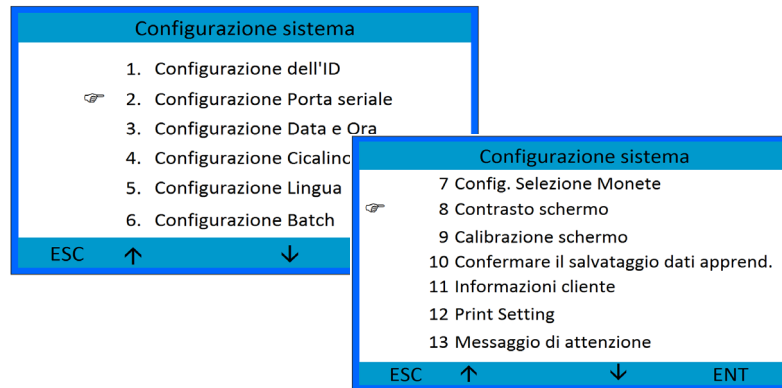 Configurazione sistema
1. Configurazione dell'ID
☞ 2. Configurazione Porta seriale
3. Configurazione Data e Ora
4. Configurazione Cicalino
5. Configurazione Lingua
6. Configurazione Batch
ESC ↑ ↓
Configurazione sistema
7 Config. Selezione Monete
☞ 8 Contrasto schermo
9 Calibrazione schermo
10 Confermare il salvataggio dati apprend.
11 Informazioni cliente
12 Print Setting
13 Messaggio di attenzione
ESC ↑ ↓ ENT